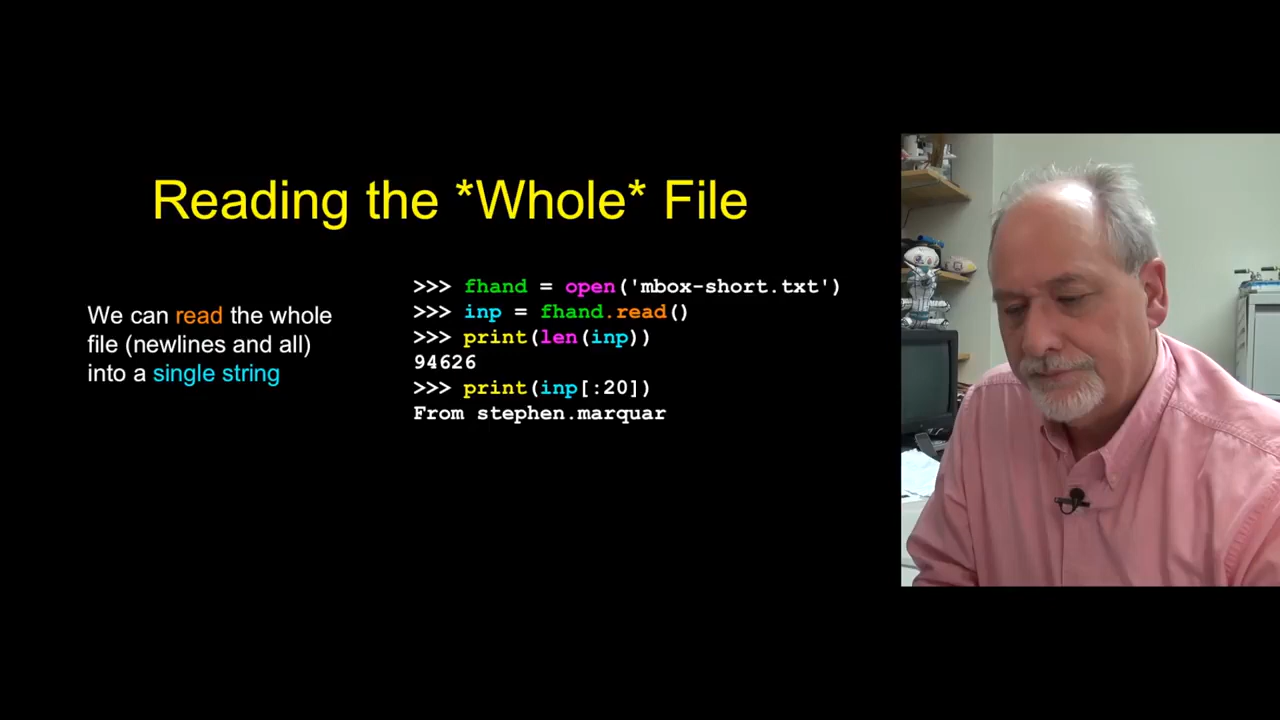 Reading the *Whole* File
We can read the whole
file (newlines and all)
into a single string
>>> fhand = open('mbox-short.txt')
>>> inp = fhand.read()
>>> print(len(inp))
94626
>>> print(inp[:20])
From stephen.marquar